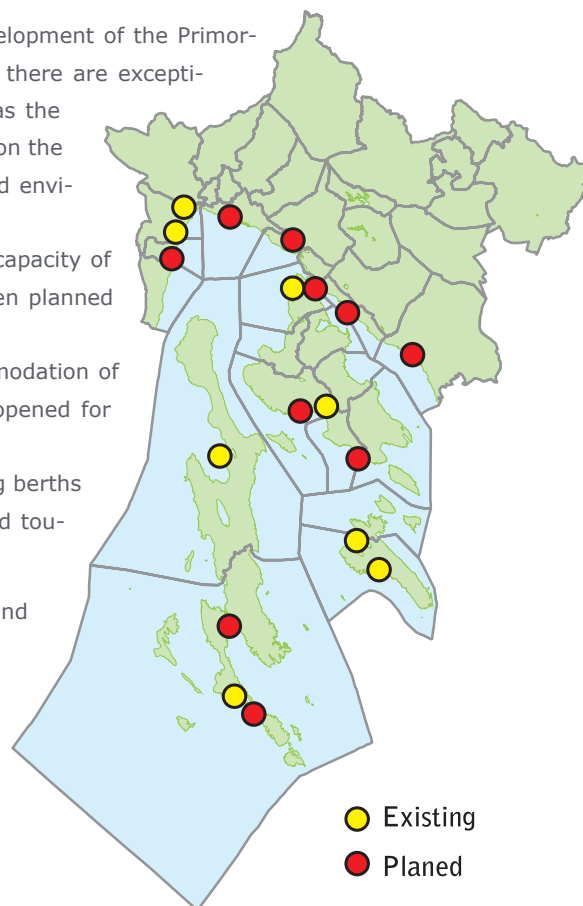 elopment of the Primor-
there are excepti-
as the
on the
d envi-
capacity of
en planned
modation of
opened for
g berths
d tou-
nd
Existing
Planed